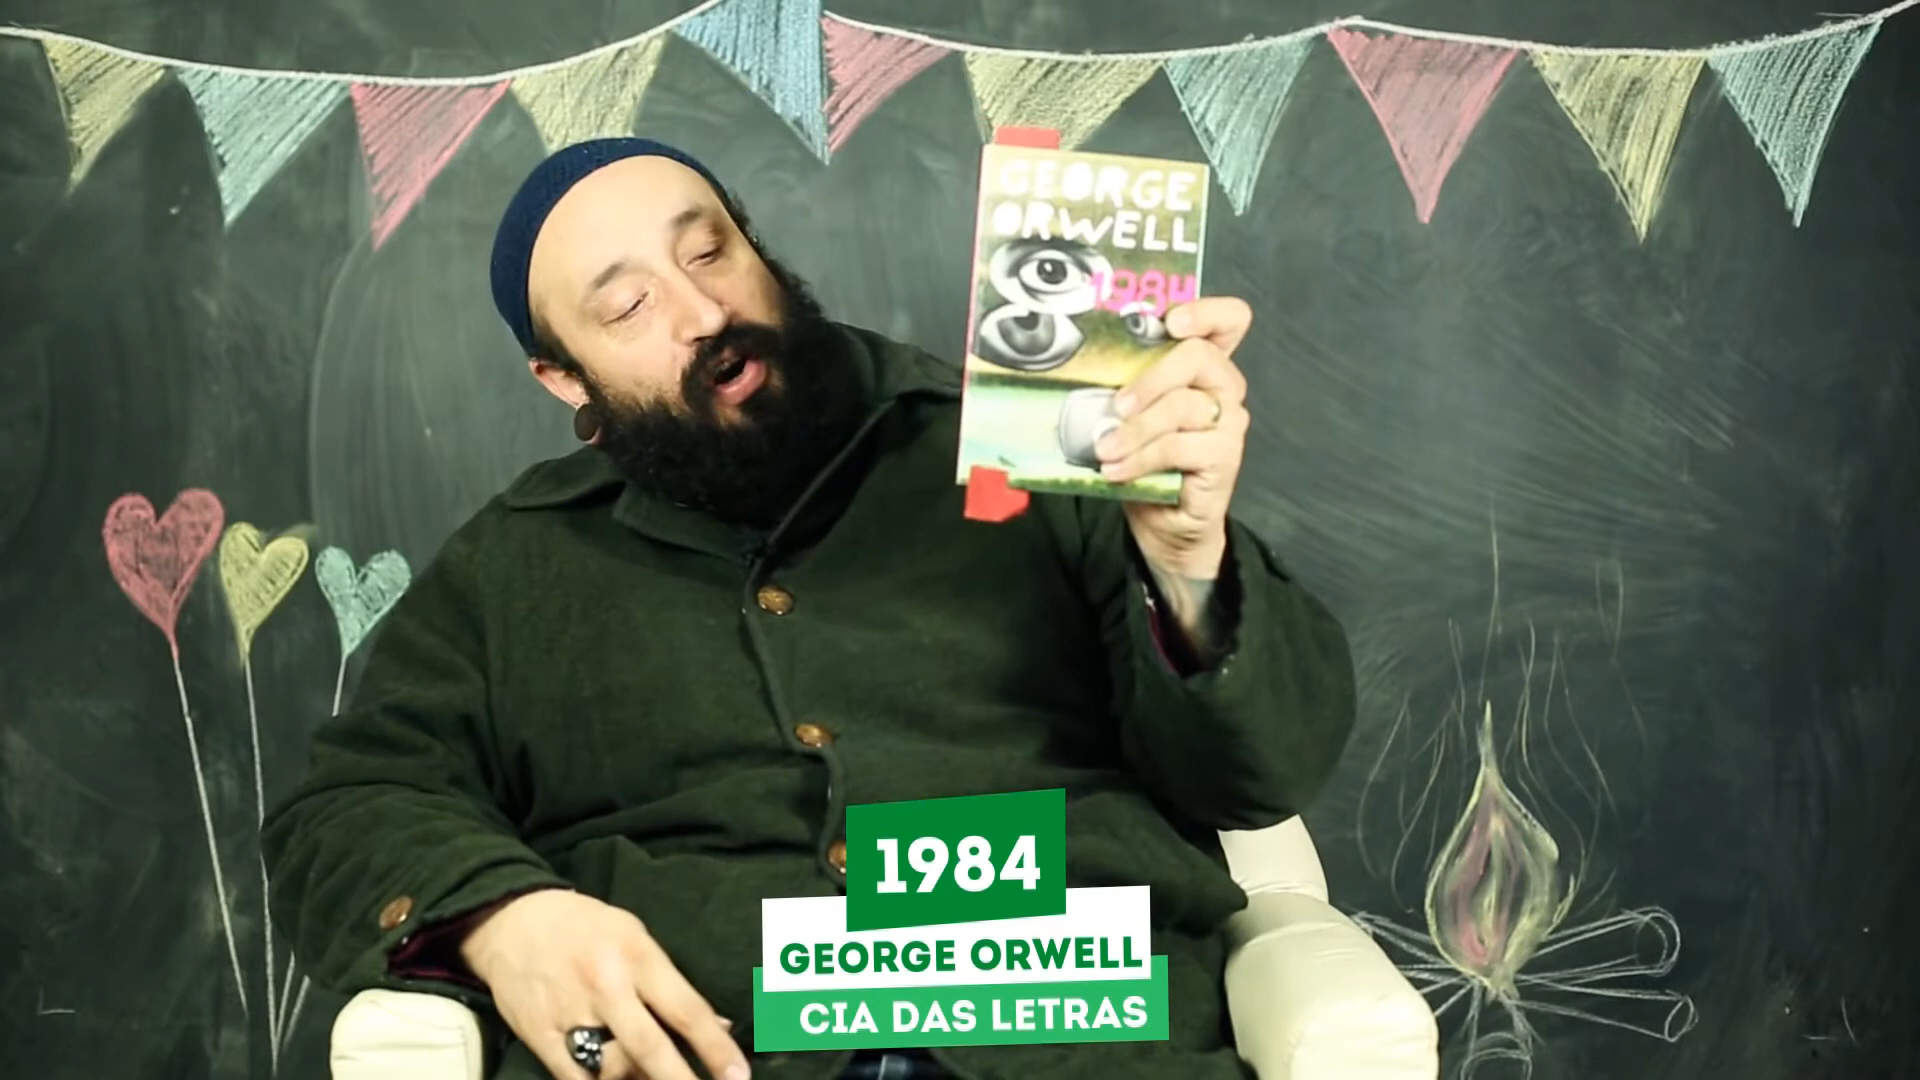 GEORGE
ORWELL
1984
1984
GEORGE ORWELL
CIA DAS LETRAS